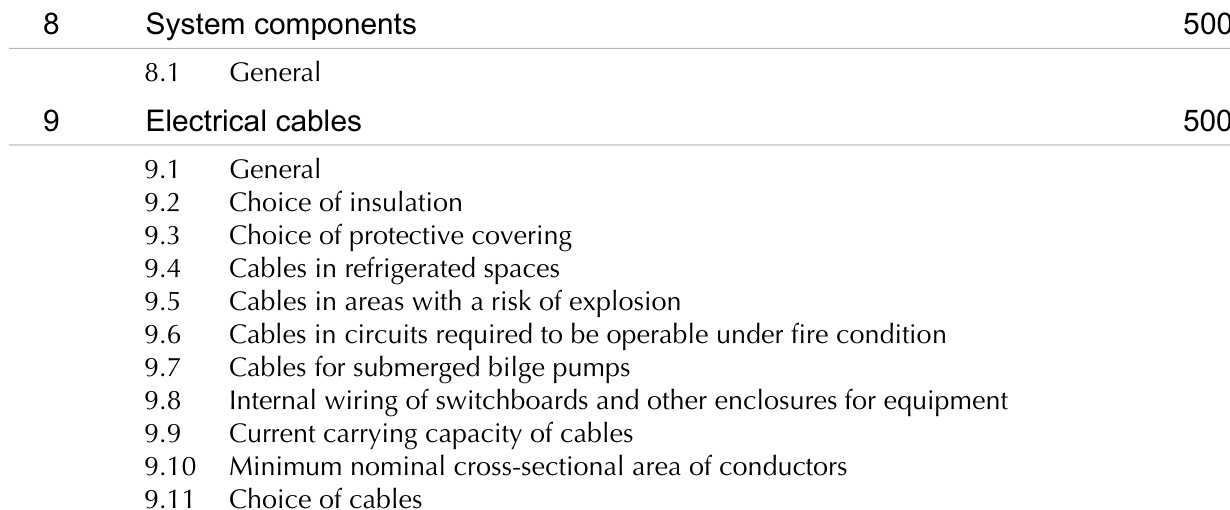 8 System components 500
8.1 General
9 Electrical cables 500
9.1 General
9.2 Choice of insulation
9.3 Choice of protective covering
9.4 Cables in refrigerated spaces
9.5 Cables in areas with a risk of explosion
9.6 Cables in circuits required to be operable under fire condition
9.7 Cables for submerged bilge pumps
9.8 Internal wiring of switchboards and other enclosures for equipment
9.9 Current carrying capacity of cables
9.10 Minimum nominal cross-sectional area of conductors
9.11 Choice of cables